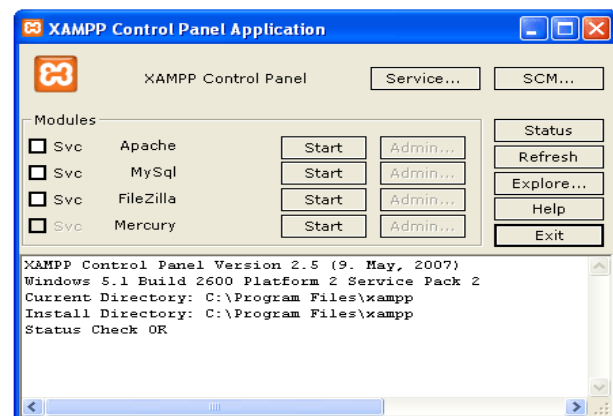 XAMPP Control Panel Application
XAMPP Control Panel Service... SCM...
Modules
Svc Apache Start Admin...
Svc MySql Start Admin...
Svc FileZilla Start Admin...
Svc Mercury Start Admin...
Status
Refresh
Explore...
Help
Exit
XAMPP Control Panel Version 2.5 (9. May, 2007)
Windows 5.1 Build 2600 Platform 2 Service Pack 2
Current Directory: C:\Program Files\xampp
Install Directory: C:\Program Files\xampp
Status Check OK